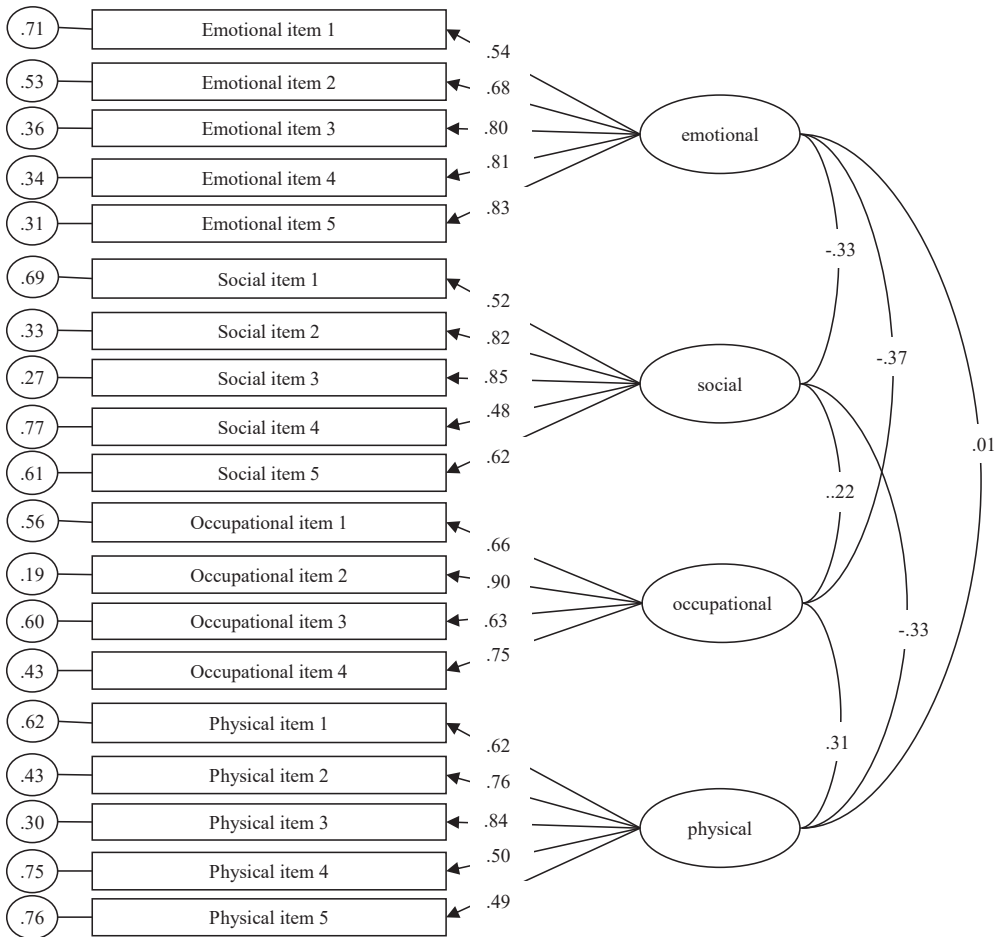 .71 Emotional item 1
.54
.53 Emotional item 2
.68
.36 Emotional item 3 .80
emotional
.34 Emotional item 4
.81
.31 Emotional item 5
.83
-.33
.69 Social item 1
.52
.33 Social item 2
.82
-.37
.27 Social item 3 .85
social
.77 Social item 4
.48
.01
.61 Social item 5
.62
..22
.56 Occupational item 1
.66
.19 Occupational item 2
.90
occupational
.60 Occupational item 3 .63
-.33
.43 Occupational item 4
.75
.62 Physical item 1
.62
.31
.43 Physical item 2
.76
.30 Physical item 3 .84
physical
.75 Physical item 4
.50
.76 Physical item 5
.49